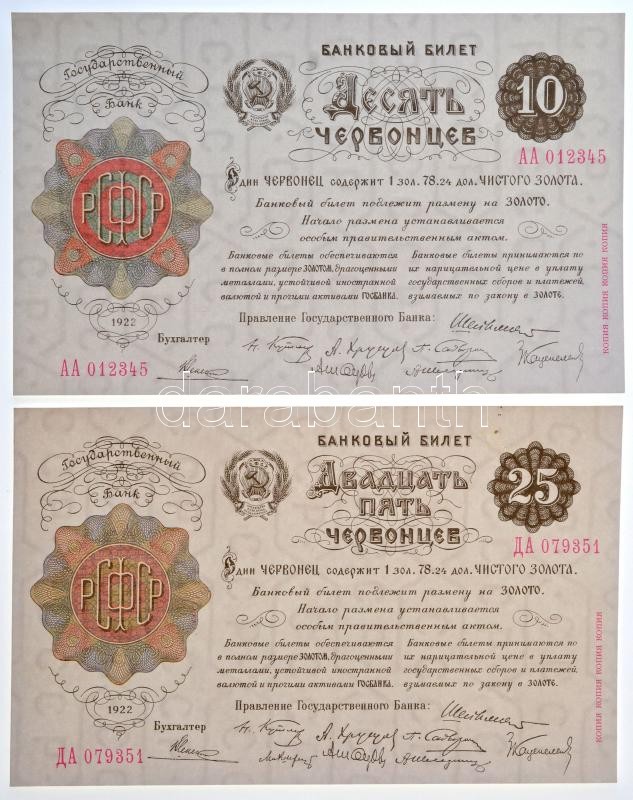 БАНКОВЫЙ БИЛЕТ
Государственный
Банк
Десять
ЧЕРВОНЦЕВ
10
АА 012345
РСФСР
Один ЧЕРВОНЕЦ содержит 1 зол. 78.24 дол. ЧИСТОГО ЗОЛОТА.
Банковый билет подлежит размену на ЗОЛОТО.
Начало размена устанавливается
особым правительственным актом.
Банковые билеты обеспечиваются
в полном размере ЗОЛОТОМ, драгоценными
металлами, устойчивой иностранной
валютой и прочими активами ГОСБАНКА.
Банковые билеты принимаются по
их нарицательной цене в уплату
государственных сборов и платежей,
взимаемых по закону в ЗОЛОТЕ.
КОПИЯ КОПИЯ КОПИЯ КОПИЯ
1922
Правление Государственного Банка:
Бухгалтер
АА 012345
darabanth
БАНКОВЫЙ БИЛЕТ
Государственный
Банк
Двадцать
пять
ЧЕРВОНЦЕВ
25
ДА 079351
РСФСР
Один ЧЕРВОНЕЦ содержит 1 зол. 78.24 дол. ЧИСТОГО ЗОЛОТА.
Банковый билет подлежит размену на ЗОЛОТО.
Начало размена устанавливается
особым правительственным актом.
Банковые билеты обеспечиваются
в полном размере ЗОЛОТОМ, драгоценными
металлами, устойчивой иностранной
валютой и прочими активами ГОСБАНКА.
Банковые билеты принимаются по
их нарицательной цене в уплату
государственных сборов и платежей,
взимаемых по закону в ЗОЛОТЕ.
КОПИЯ КОПИЯ КОПИЯ КОПИЯ
1922
Правление Государственного Банка:
Бухгалтер
ДА 079351